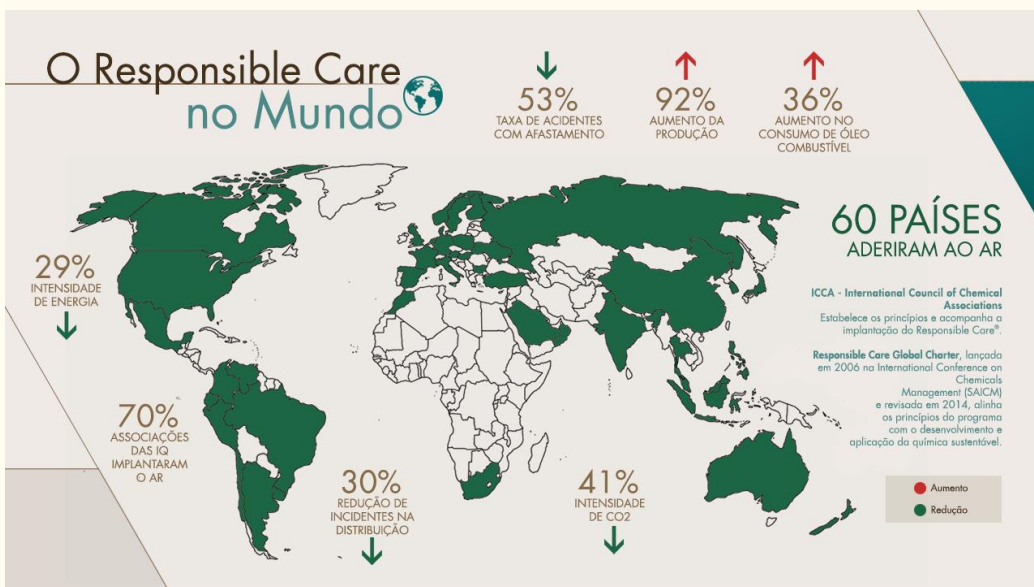 O Responsible Care
no Mundo
53%
TAXA DE ACIDENTES
COM AFASTAMENTO
92%
AUMENTO DA
PRODUÇÃO
36%
AUMENTO NO
CONSUMO DE ÓLEO
COMBUSTÍVEL
60 PAÍSES
ADERIRAM AO AR
29%
INTENSIDADE
DE ENERGIA
ICCA - International Council of Chemical
Associations
Estabelece os princípios e acompanha a
implantação do Responsible Care®.
Responsible Care Global Charter, lançada
em 2006 na International Conference on
Chemicals
Management (SAICM)
e revisada em 2014, alinha
os princípios do programa
com o desenvolvimento e
aplicação da química sustentável.
70%
ASSOCIAÇÕES
DAS IQ
IMPLANTARAM
O AR
30%
REDUÇÃO DE
INCIDENTES NA
DISTRIBUIÇÃO
41%
INTENSIDADE
DE CO2
Aumento
Redução